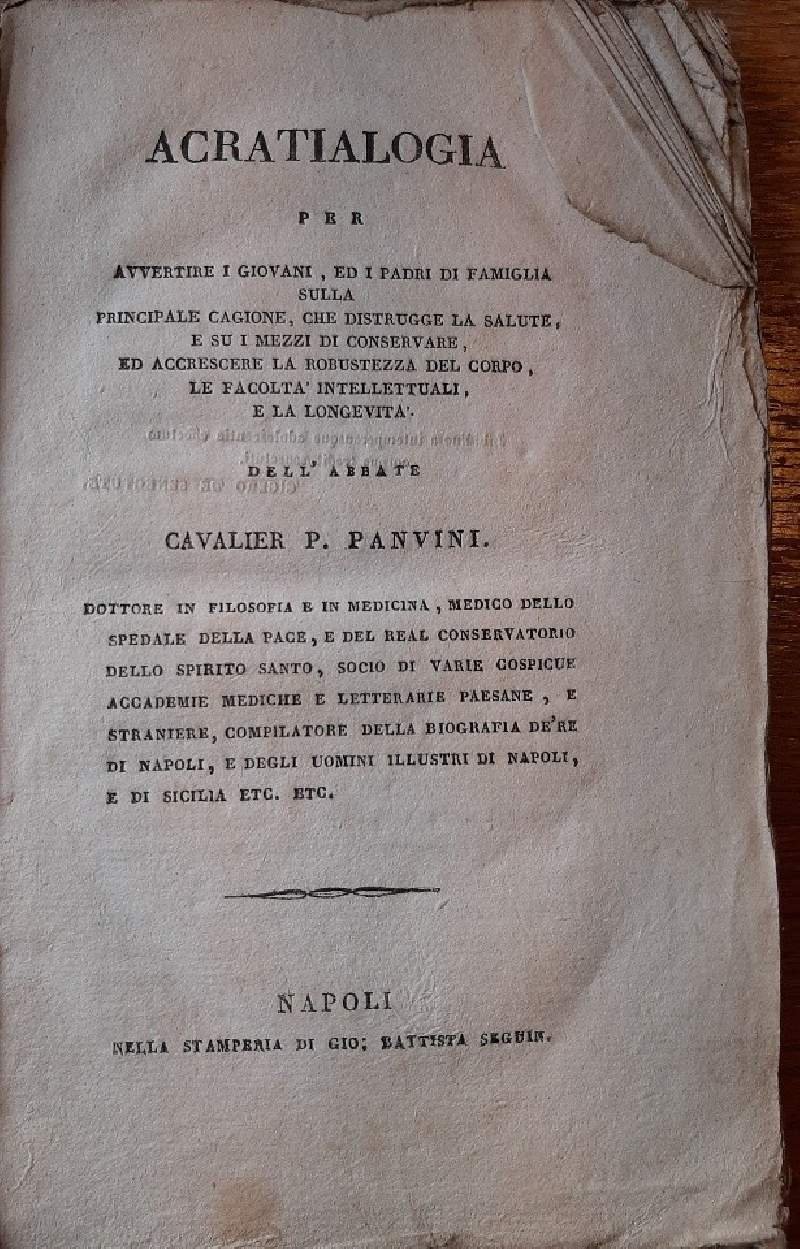 ACRATIALOGIA
PER
AVVERTIRE I GIOVANI , ED I PADRI DI FAMIGLIA
SULLA
PRINCIPALE CAGIONE, CHE DISTRUGGE LA SALUTE,
E SU I MEZZI DI CONSERVARE,
ED ACCRESCERE LA ROBUSTEZZA DEL CORPO,
LE FACOLTA' INTELLETTUALI,
E LA LONGEVITA'.
DELL' ABBATE
CAVALIER P. PANVINI.
DOTTORE IN FILOSOFIA E IN MEDICINA, MEDICO DELLO
SPEDALE DELLA PACE, E DEL REAL CONSERVATORIO
DELLO SPIRITO SANTO, SOCIO DI VARIE COSPICUE
ACCADEMIE MEDICHE E LETTERARIE PAESANE, E
STRANIERE, COMPILATORE DELLA BIOGRAFIA DE'RE
DI NAPOLI, E DEGLI UOMINI ILLUSTRI DI NAPOLI,
E DI SICILIA ETC. ETC.
NAPOLI
NELLA STAMPERIA DI GIO: BATTISTA SEGUIN.